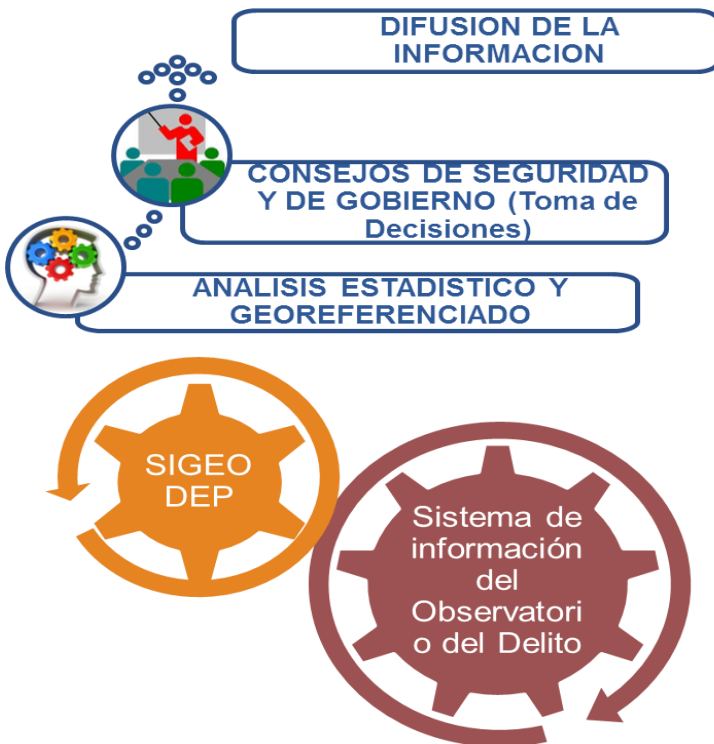 DIFUSION DE LA
INFORMACION
CONSEJOS DE SEGURIDAD
Y DE GOBIERNO (Toma de
Decisiones)
ANALISIS ESTADISTICO Y
GEOREFERENCIADO
SIGEO
DEP
Sistema de
información
del
Observatori
o del Delito